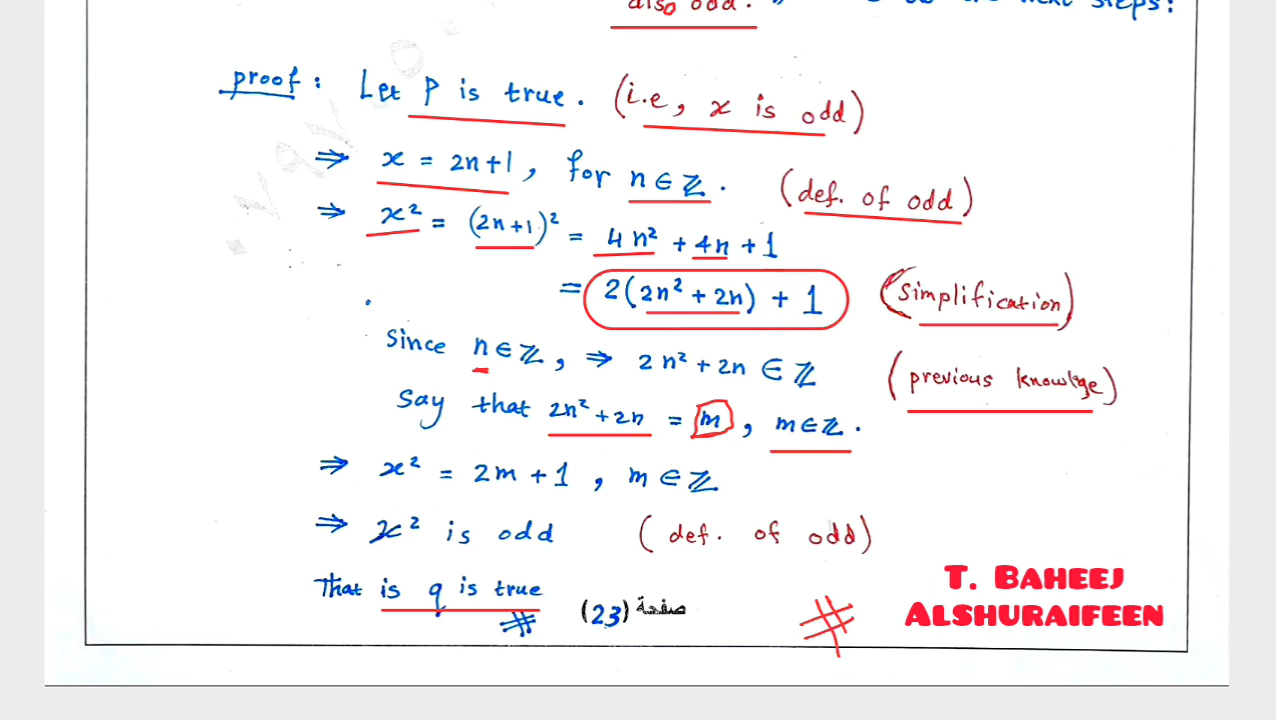 also odd."
next steps:
proof: Let P is true. (i.e, x is odd)
⇒ x = 2n+1, for n ∈ ℤ. (def. of odd)
⇒ x² = (2n+1)² = 4n² + 4n + 1
= 2(2n² + 2n) + 1 (simplification)
Since n ∈ ℤ, ⇒ 2n² + 2n ∈ ℤ (previous knowlge)
Say that 2n² + 2n = m, m ∈ ℤ.
⇒ x² = 2m + 1, m ∈ ℤ
⇒ x² is odd (def. of odd)
That is q is true
#
صفحة (23)
#
T. BAHEEJ
ALSHURAIFEEN